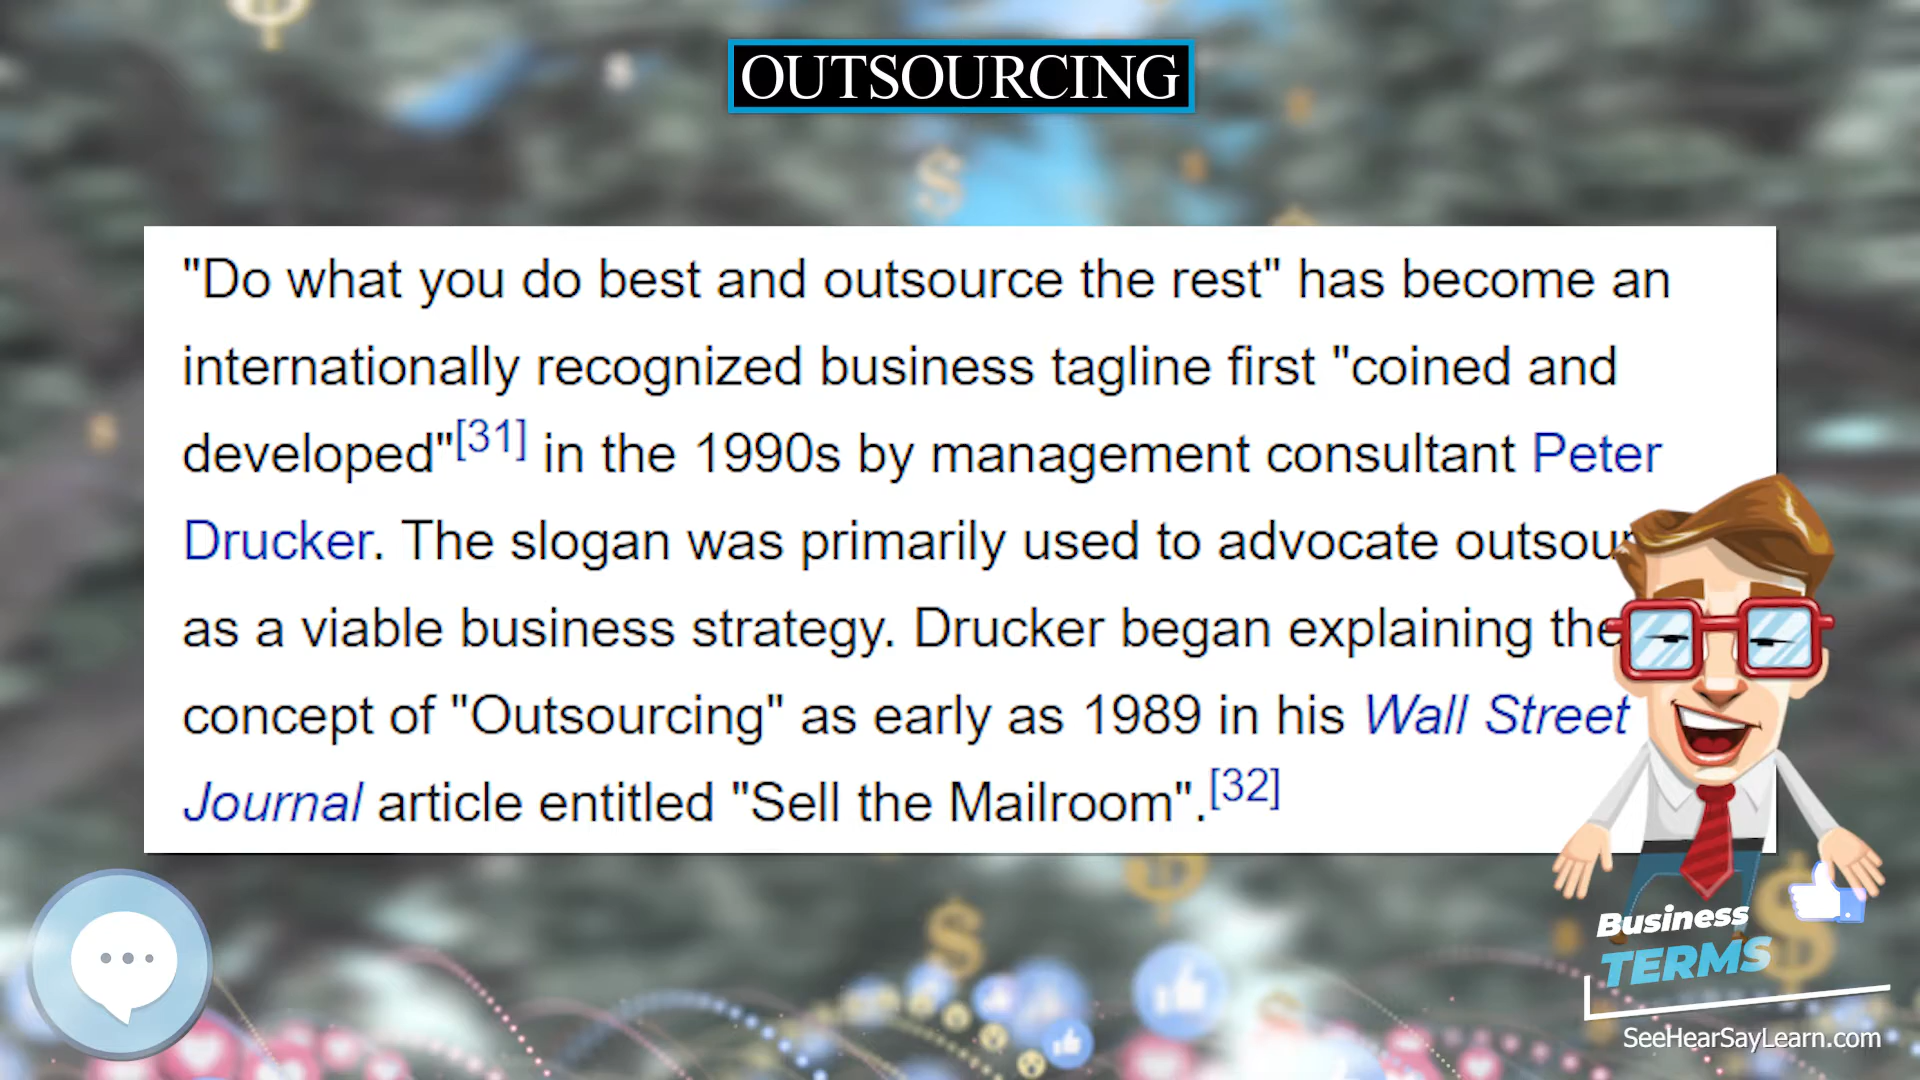 OUTSOURCING
"Do what you do best and outsource the rest" has become an
internationally recognized business tagline first "coined and
developed"[31] in the 1990s by management consultant Peter
Drucker. The slogan was primarily used to advocate
as a viable business strategy. Drucker began explaining the
concept of "Outsourcing" as early as 1989 in his Wall Street
Journal article entitled "Sell the Mailroom".[32]
Business
TERMS
SeeHearSayLearn.com